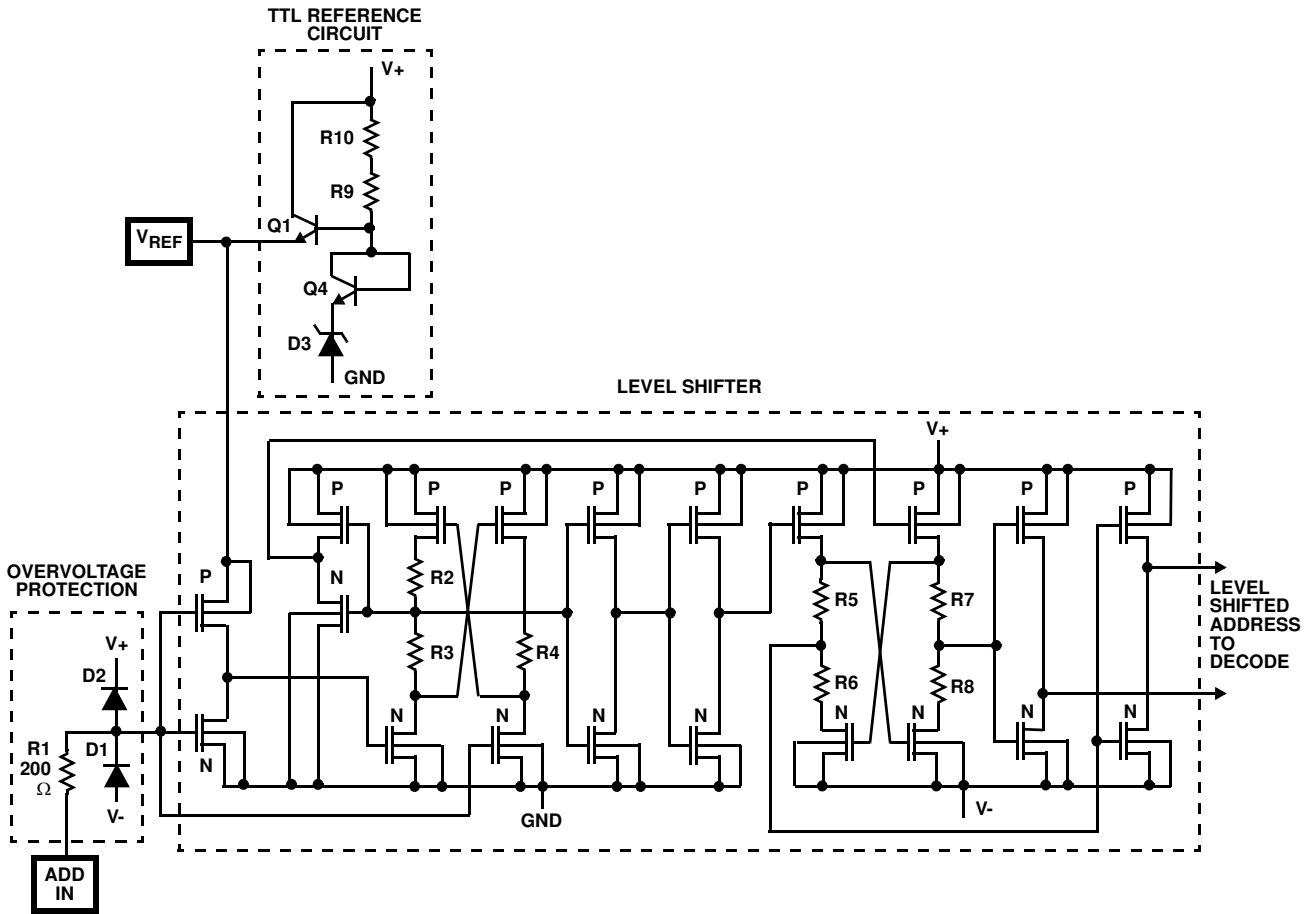 TTL REFERENCE
CIRCUIT
V+
R10
R9
Q1
VREF
Q4
D3
GND
LEVEL SHIFTER
V+
P P P P P P P P P
OVERVOLTAGE
PROTECTION
P
N
R2
R5
R7
LEVEL
SHIFTED
ADDRESS
TO
DECODE
V+
R3
R4
D2
R6
R8
N N N N N N N N
R1
200
Ω
D1
N
V-
GND
V-
ADD
IN